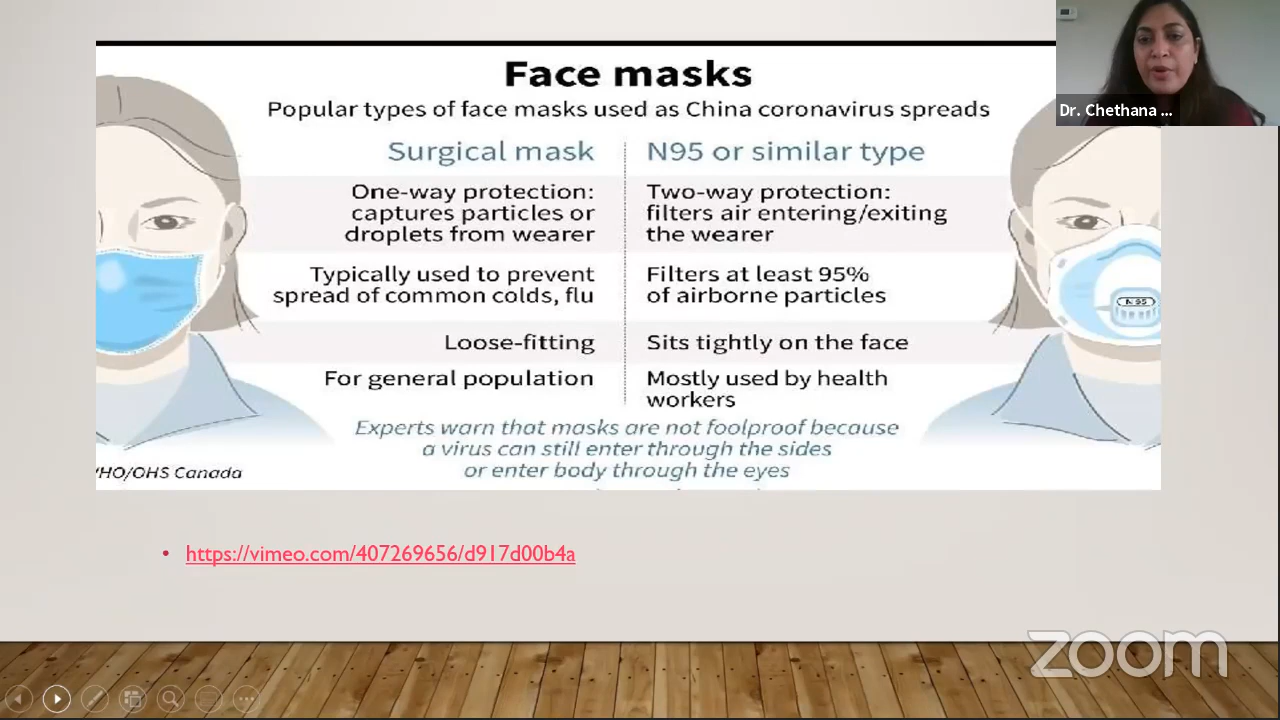 Face masks
Popular types of face masks used as China coronavirus spreads
Dr. Chethana ...
Surgical mask
N95 or similar type
One-way protection:
captures particles or
droplets from wearer
Two-way protection:
filters air entering/exiting
the wearer
Typically used to prevent
spread of common colds, flu
Filters at least 95%
of airborne particles
Loose-fitting
Sits tightly on the face
For general population
Mostly used by health
workers
N95
Experts warn that masks are not foolproof because
a virus can still enter through the sides
or enter body through the eyes
HO/OHS Canada
• https://vimeo.com/407269656/d917d00b4a
zoom